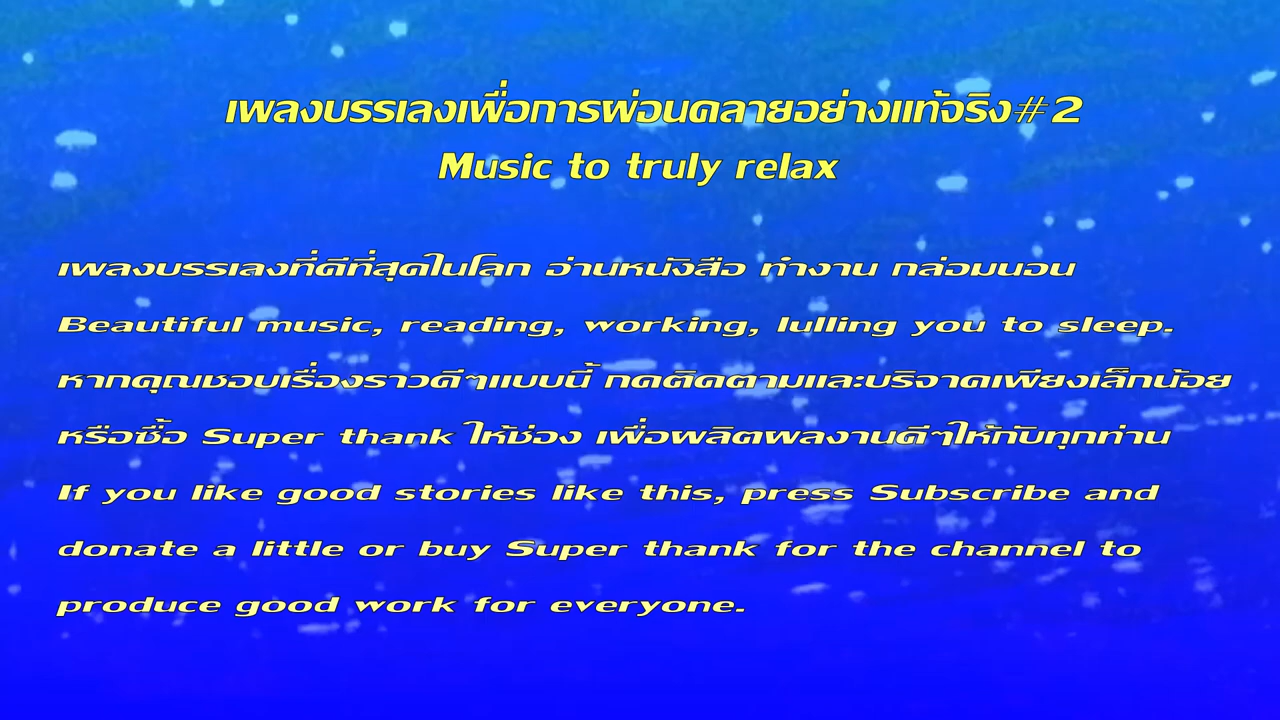 เพลงบรรเลงเพื่อการผ่อนคลายอย่างแท้จริง#2
Music to truly relax
เพลงบรรเลงที่ดีที่สุดในโลก อ่านหนังสือ ทำงาน กล่อมนอน
Beautiful music, reading, working, lulling you to sleep.
หากคุณชอบเรื่องราวดีๆแบบนี้ กดติดตามและบริจาคเพียงเล็กน้อย
หรือซื้อ Super thank ให้ช่อง เพื่อผลิตผลงานดีๆให้กับทุกท่าน
If you like good stories like this, press Subscribe and
donate a little or buy Super thank for the channel to
produce good work for everyone.